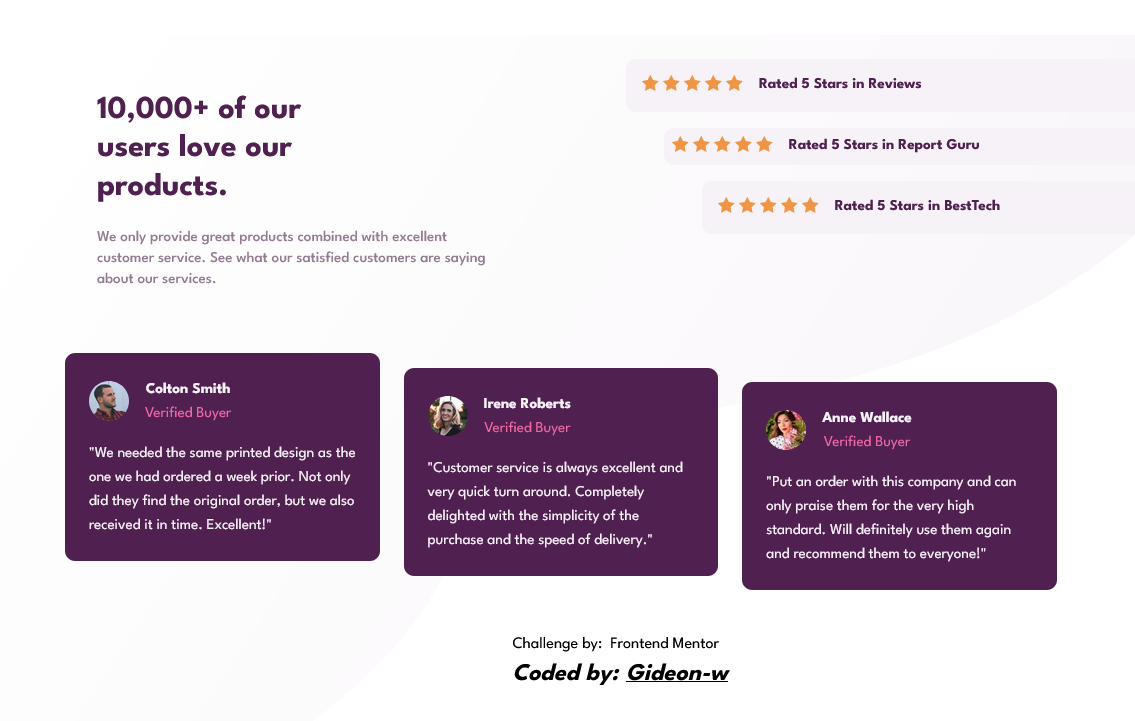 10,000+ of our
users love our
products.
We only provide great products combined with excellent
customer service. See what our satisfied customers are saying
about our services.
Rated 5 Stars in Reviews
Rated 5 Stars in Report Guru
Rated 5 Stars in BestTech
Colton Smith
Verified Buyer
"We needed the same printed design as the
one we had ordered a week prior. Not only
did they find the original order, but we also
received it in time. Excellent!"
Irene Roberts
Verified Buyer
"Customer service is always excellent and
very quick turn around. Completely
delighted with the simplicity of the
purchase and the speed of delivery."
Anne Wallace
Verified Buyer
"Put an order with this company and can
only praise them for the very high
standard. Will definitely use them again
and recommend them to everyone!"
Challenge by: Frontend Mentor
Coded by: Gideon-w